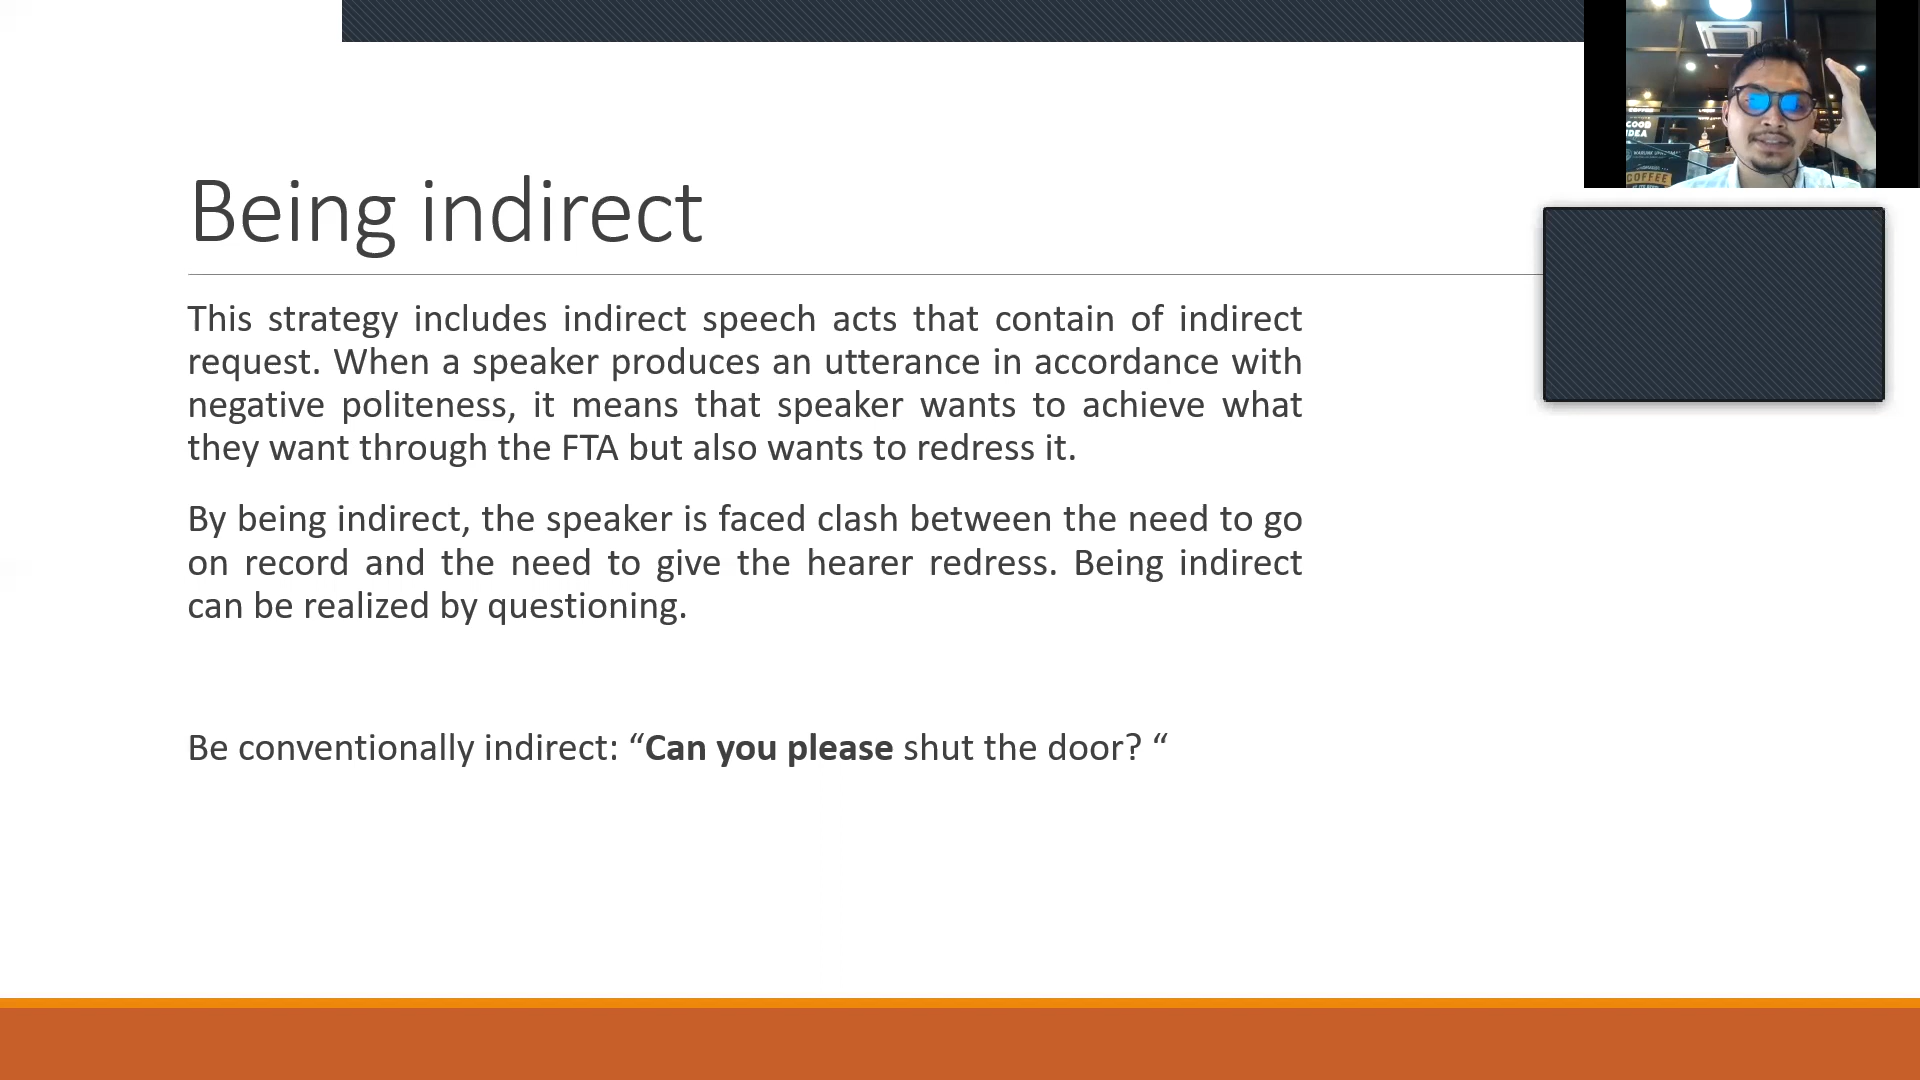 Being indirect
This strategy includes indirect speech acts that contain of indirect
request. When a speaker produces an utterance in accordance with
negative politeness, it means that speaker wants to achieve what
they want through the FTA but also wants to redress it.
By being indirect, the speaker is faced clash between the need to go
on record and the need to give the hearer redress. Being indirect
can be realized by questioning.
Be conventionally indirect: “Can you please shut the door? “
COFFEE
GOOD
IDEA
COFFEE